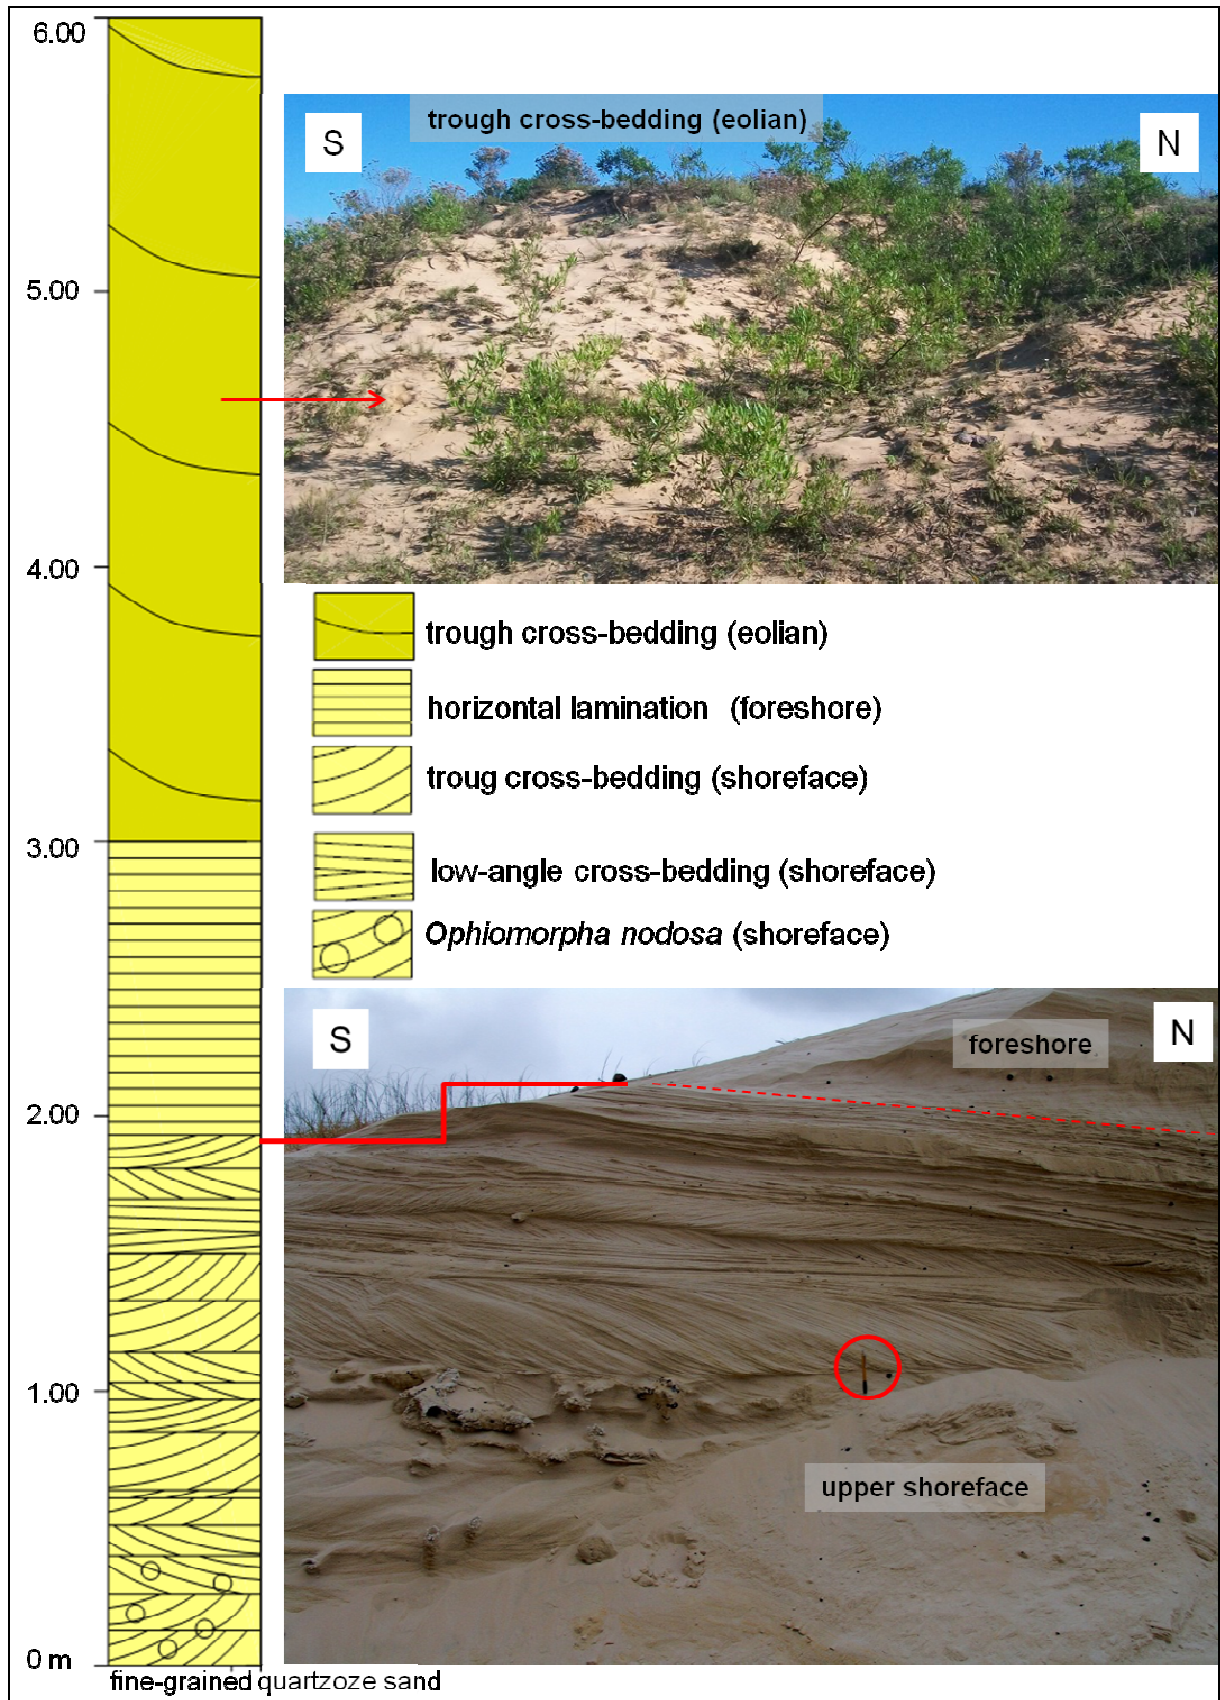 6.00
trough cross-bedding (eolian)
S
N
5.00
4.00
trough cross-bedding (eolian)
horizontal lamination (foreshore)
troug cross-bedding (shoreface)
3.00
low-angle cross-bedding (shoreface)
Ophiomorpha nodosa (shoreface)
S
N
foreshore
2.00
1.00
upper shoreface
0 m
fine-grained quartzoze sand